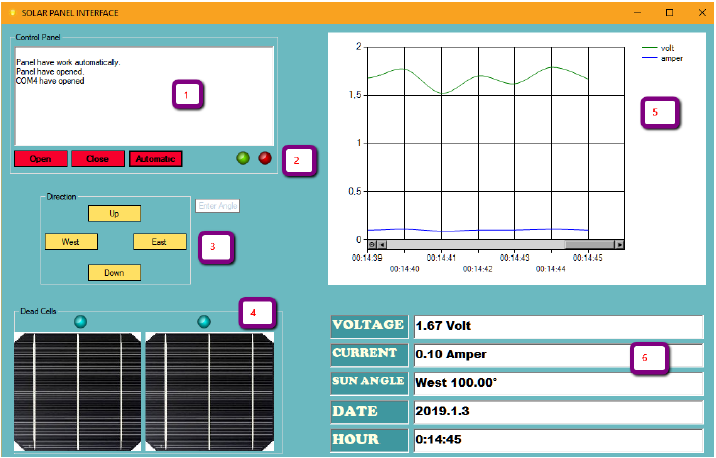 SOLAR PANEL INTERFACE
Control Panel
Panel have work automatically.
Panel have opened.
COM4 have opened
1
Open
Close
Automatic
2
Direction
Up
Enter Angle
West
East
3
Down
Dead Cells
4
volt
amper
2
1,5
1
0,5
0
5
00:14:39
00:14:41
00:14:43
00:14:45
00:14:40
00:14:42
00:14:44
VOLTAGE
1.67 Volt
CURRENT
0.10 Amper
6
SUN ANGLE
West 100.00°
DATE
2019.1.3
HOUR
0:14:45